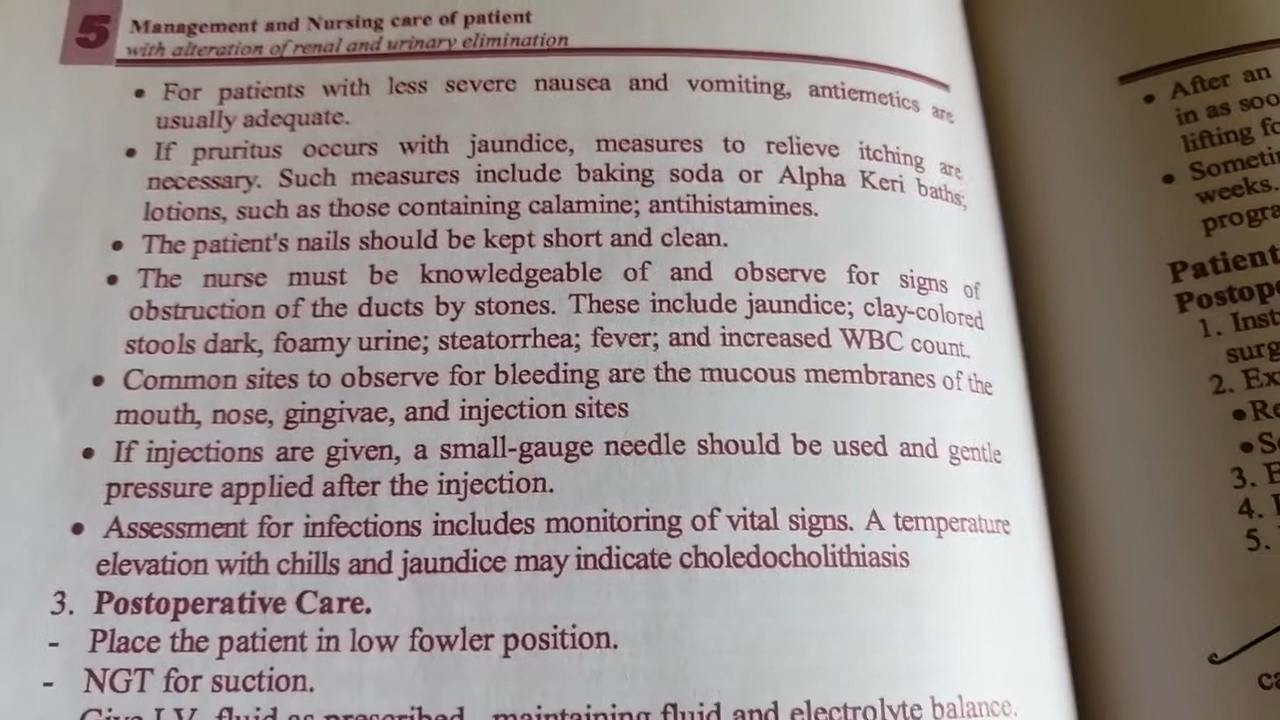 5
Management and Nursing care of patient
with alteration of renal and urinary elimination
• For patients with less severe nausea and vomiting, antiemetics are
usually adequate.
• If pruritus occurs with jaundice, measures to relieve itching are
necessary. Such measures include baking soda or Alpha Keri baths;
lotions, such as those containing calamine; antihistamines.
• The patient's nails should be kept short and clean.
• The nurse must be knowledgeable of and observe for signs of
obstruction of the ducts by stones. These include jaundice; clay-colored
stools dark, foamy urine; steatorrhea; fever; and increased WBC count.
• Common sites to observe for bleeding are the mucous membranes of the
mouth, nose, gingivae, and injection sites
• If injections are given, a small-gauge needle should be used and gentle
pressure applied after the injection.
• Assessment for infections includes monitoring of vital signs. A temperature
elevation with chills and jaundice may indicate choledocholithiasis
3. Postoperative Care.
- Place the patient in low fowler position.
- NGT for suction.
Give I.V. fluid as prescribed maintaining fluid and electrolyte balance.
• After an
in as
lifting
•
weeks.
Patient
1.
2.
•
•
3.
4.
5.